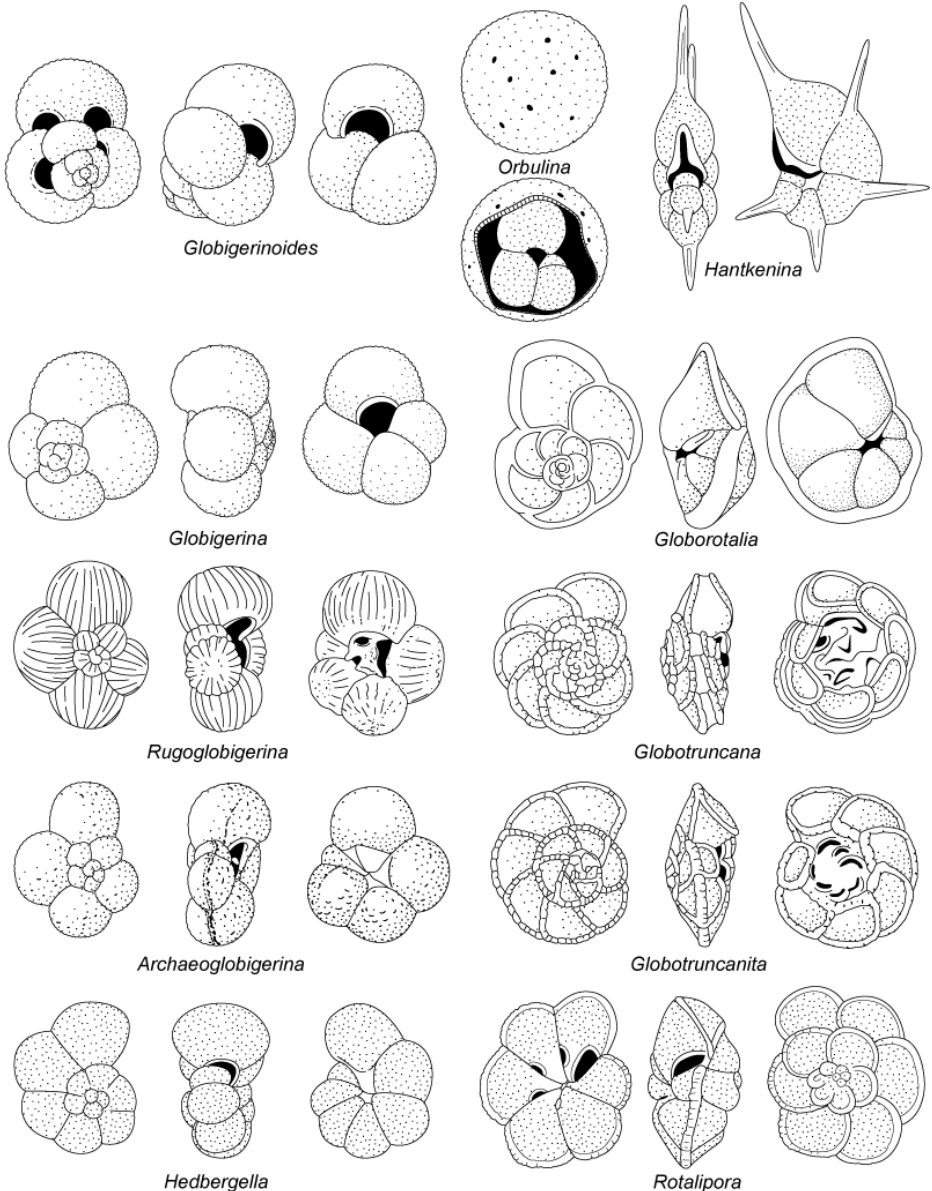 Globigerinoides
Orbulina
Hantkenina
Globigerina
Globorotalia
Rugoglobigerina
Globotruncana
Archaeoglobigerina
Globotruncanita
Hedbergella
Rotalipora